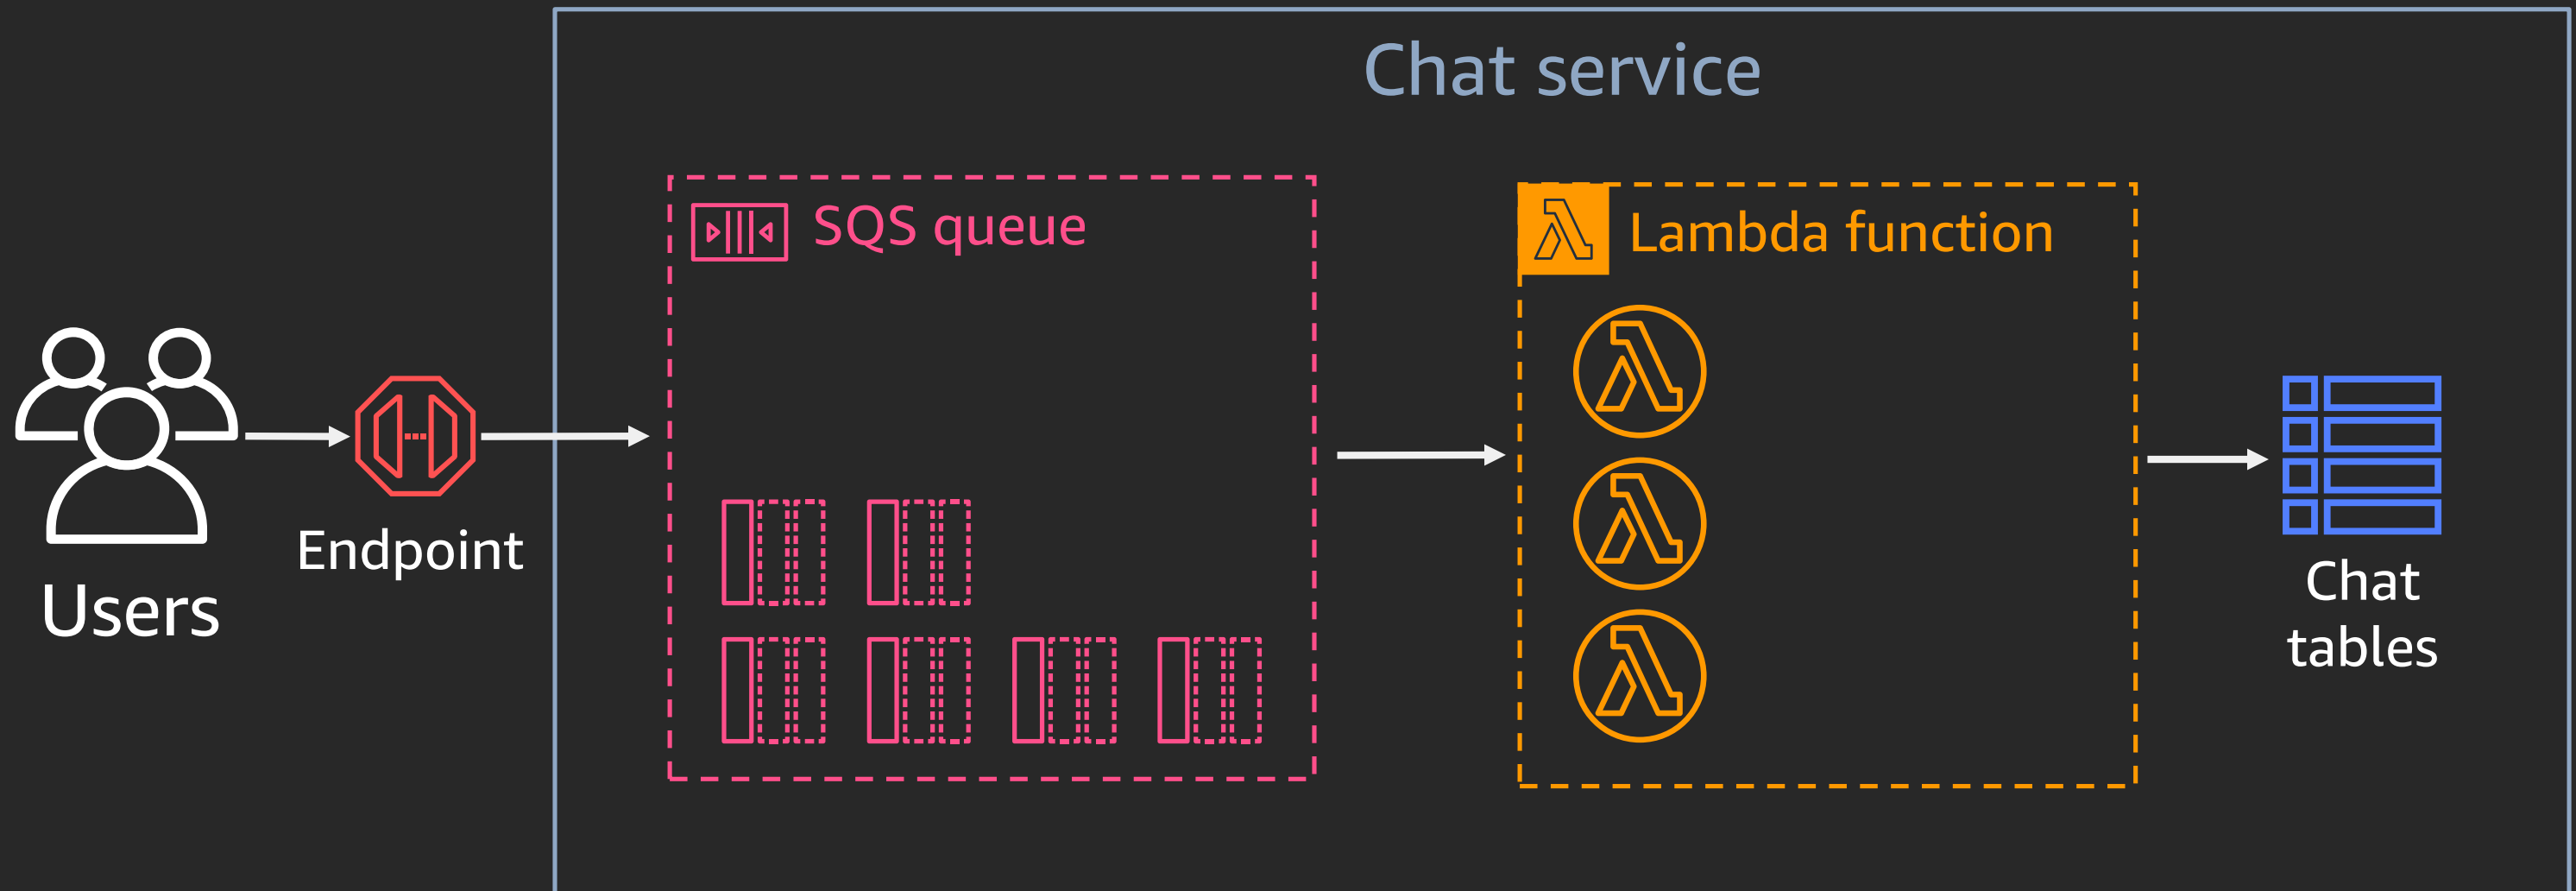 Chat service
SQS queue
Lambda function
Endpoint
Users
Chat
tables